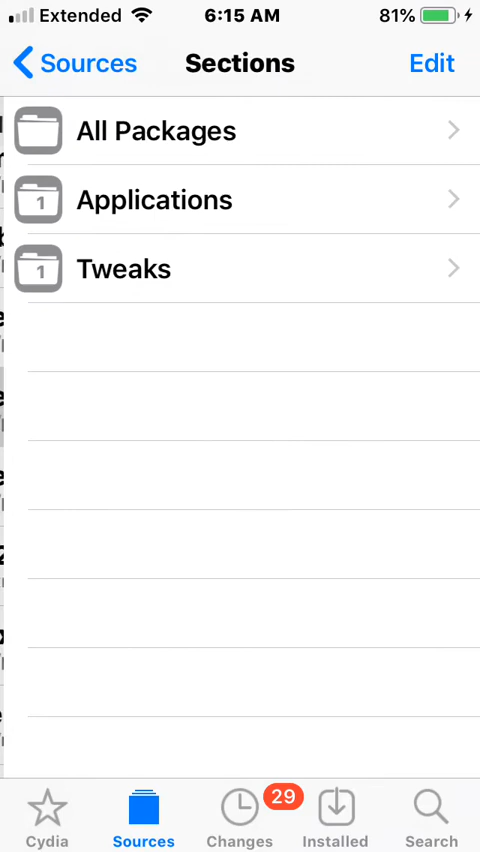 Extended 6:15 AM 81%
Sources Sections Edit
All Packages
1 Applications
1 Tweaks
29
Cydia Sources Changes Installed Search